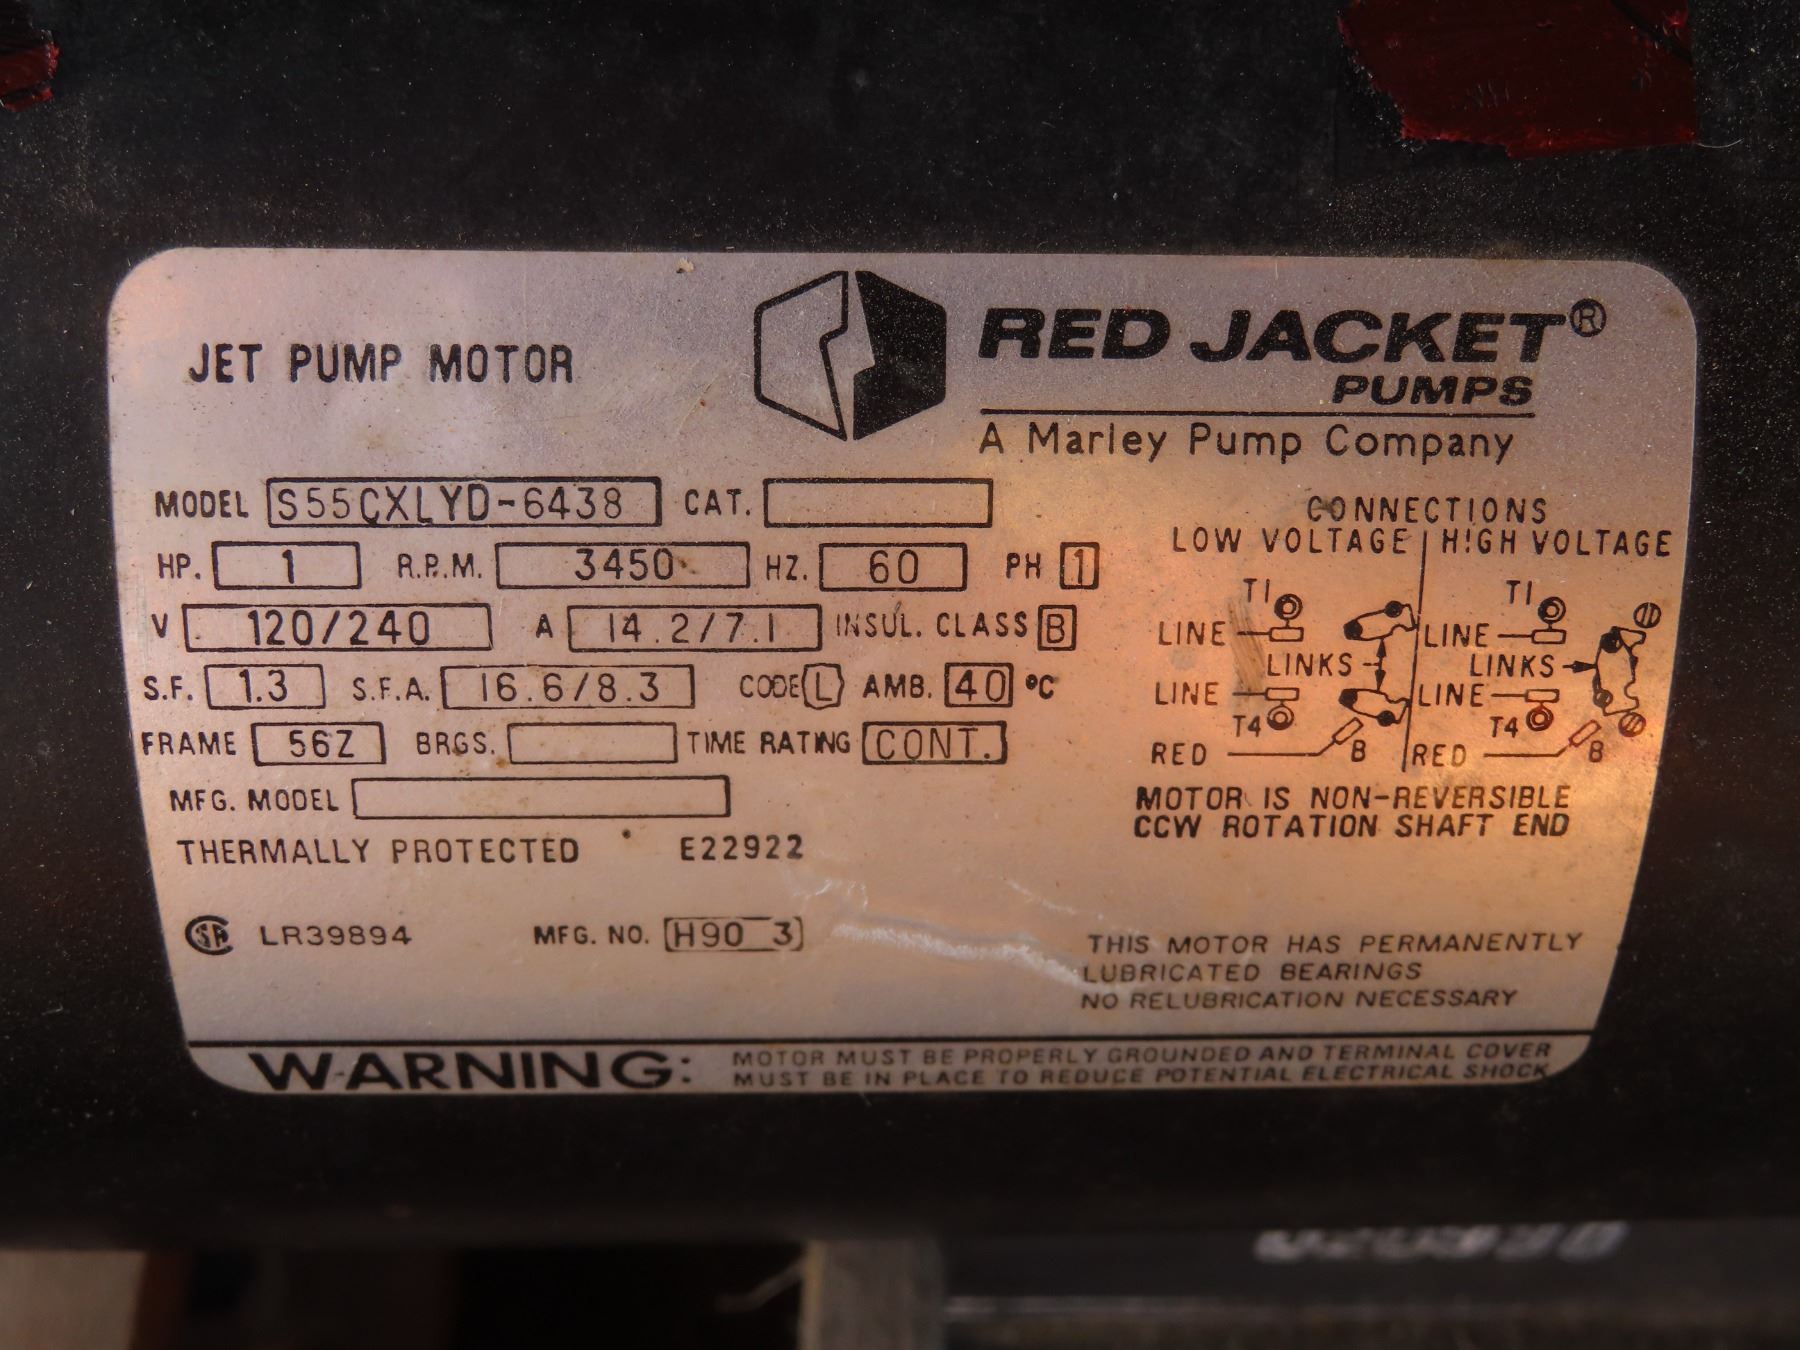 JET PUMP MOTOR
RED JACKET®
PUMPS
A Marley Pump Company
MODEL S55CXLYD-6438 CAT.
HP. 1 R.P.M. 3450 HZ. 60 PH 1
V 120/240 A 14.2/7.1 INSUL. CLASS B
S.F. 1.3 S.F.A. 16.6/8.3 CODE L AMB. 40 °C
FRAME 56Z BRGS. TIME RATING CONT.
MFG. MODEL
THERMALLY PROTECTED E22922
LR39894 MFG. NO. H90 3
CONNECTIONS
LOW VOLTAGE HIGH VOLTAGE
T1 T1
LINE LINE
LINKS LINKS
LINE LINE
T4 T4
RED B RED B
MOTOR IS NON-REVERSIBLE
CCW ROTATION SHAFT END
THIS MOTOR HAS PERMANENTLY
LUBRICATED BEARINGS
NO RELUBRICATION NECESSARY
WARNING: MOTOR MUST BE PROPERLY GROUNDED AND TERMINAL COVER
MUST BE IN PLACE TO REDUCE POTENTIAL ELECTRICAL SHOCK